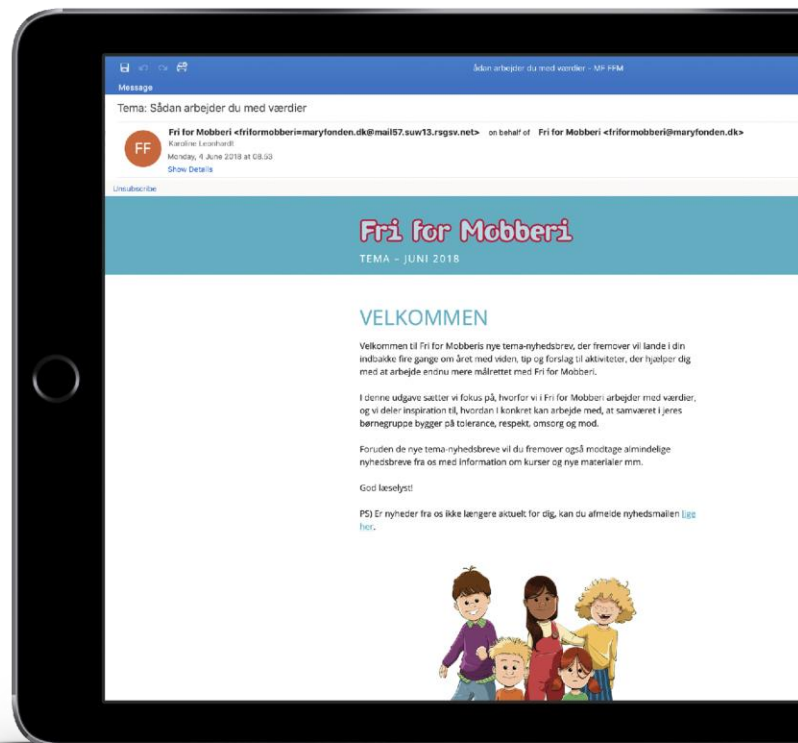 ådan arbejder du med værdier - MF FFM
Message
Tema: Sådan arbejder du med værdier
FF
Fri for Mobberi <friformobberi=maryfonden.dk@mail57.suw13.rsgsv.net> on behalf of Fri for Mobberi <friformobberi@maryfonden.dk>
Karoline Leonhardt
Monday, 4 June 2018 at 08.53
Show Details
Unsubscribe
Fri for Mobberi
TEMA – JUNI 2018
VELKOMMEN
Velkommen til Fri for Mobberis nye tema-nyhedsbrev, der fremover vil lande i din
indbakke fire gange om året med viden, tip og forslag til aktiviteter, der hjælper dig
med at arbejde endnu mere målrettet med Fri for Mobberi.
I denne udgave sætter vi fokus på, hvorfor vi i Fri for Mobberi arbejder med værdier,
og vi deler inspiration til, hvordan I konkret kan arbejde med, at samværet i jeres
børnegruppe bygger på tolerance, respekt, omsorg og mod.
Foruden de nye tema-nyhedsbreve vil du fremover også modtage almindelige
nyhedsbreve fra os med information om kurser og nye materialer mm.
God læselyst!
PS) Er nyheder fra os ikke længere aktuelt for dig, kan du afmelde nyhedsmailen lige
her.